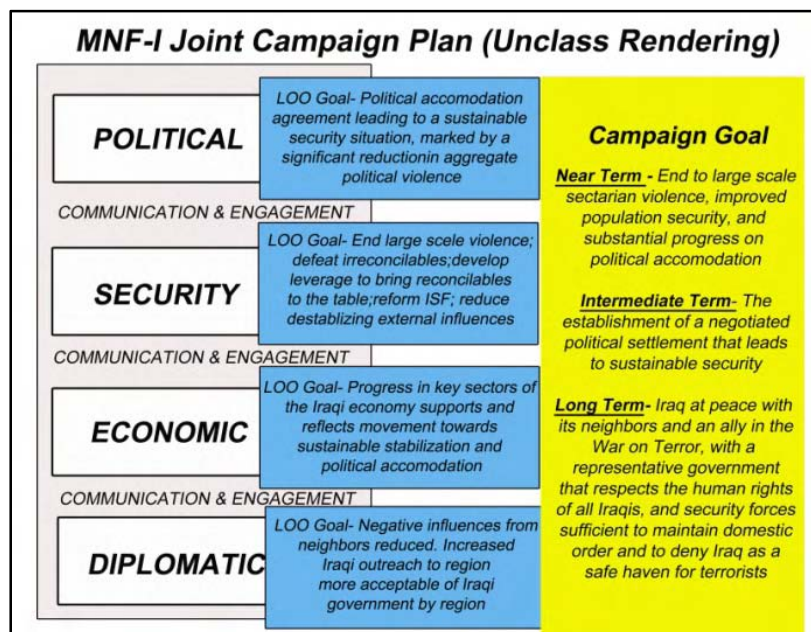 MNF-I Joint Campaign Plan (Unclass Rendering)
POLITICAL
LOO Goal- Political accomodation
agreement leading to a sustainable
security situation, marked by a
significant reductionin aggregate
political violence
COMMUNICATION & ENGAGEMENT
SECURITY
LOO Goal- End large scele violence;
defeat irreconcilables;develop
leverage to bring reconcilables
to the table;reform ISF; reduce
destablizing external influences
COMMUNICATION & ENGAGEMENT
ECONOMIC
LOO Goal- Progress in key sectors of
the Iraqi economy supports and
reflects movement towards
sustainable stabilization and
political accomodation
COMMUNICATION & ENGAGEMENT
DIPLOMATIC
LOO Goal- Negative influences from
neighbors reduced. Increased
Iraqi outreach to region
more acceptable of Iraqi
government by region
Campaign Goal
Near Term - End to large scale
sectarian violence, improved
population security, and
substantial progress on
political accomodation
Intermediate Term- The
establishment of a negotiated
political settlement that leads
to sustainable security
Long Term- Iraq at peace with
its neighbors and an ally in the
War on Terror, with a
representative government
that respects the human rights
of all Iraqis, and security forces
sufficient to maintain domestic
order and to deny Iraq as a
safe haven for terrorists